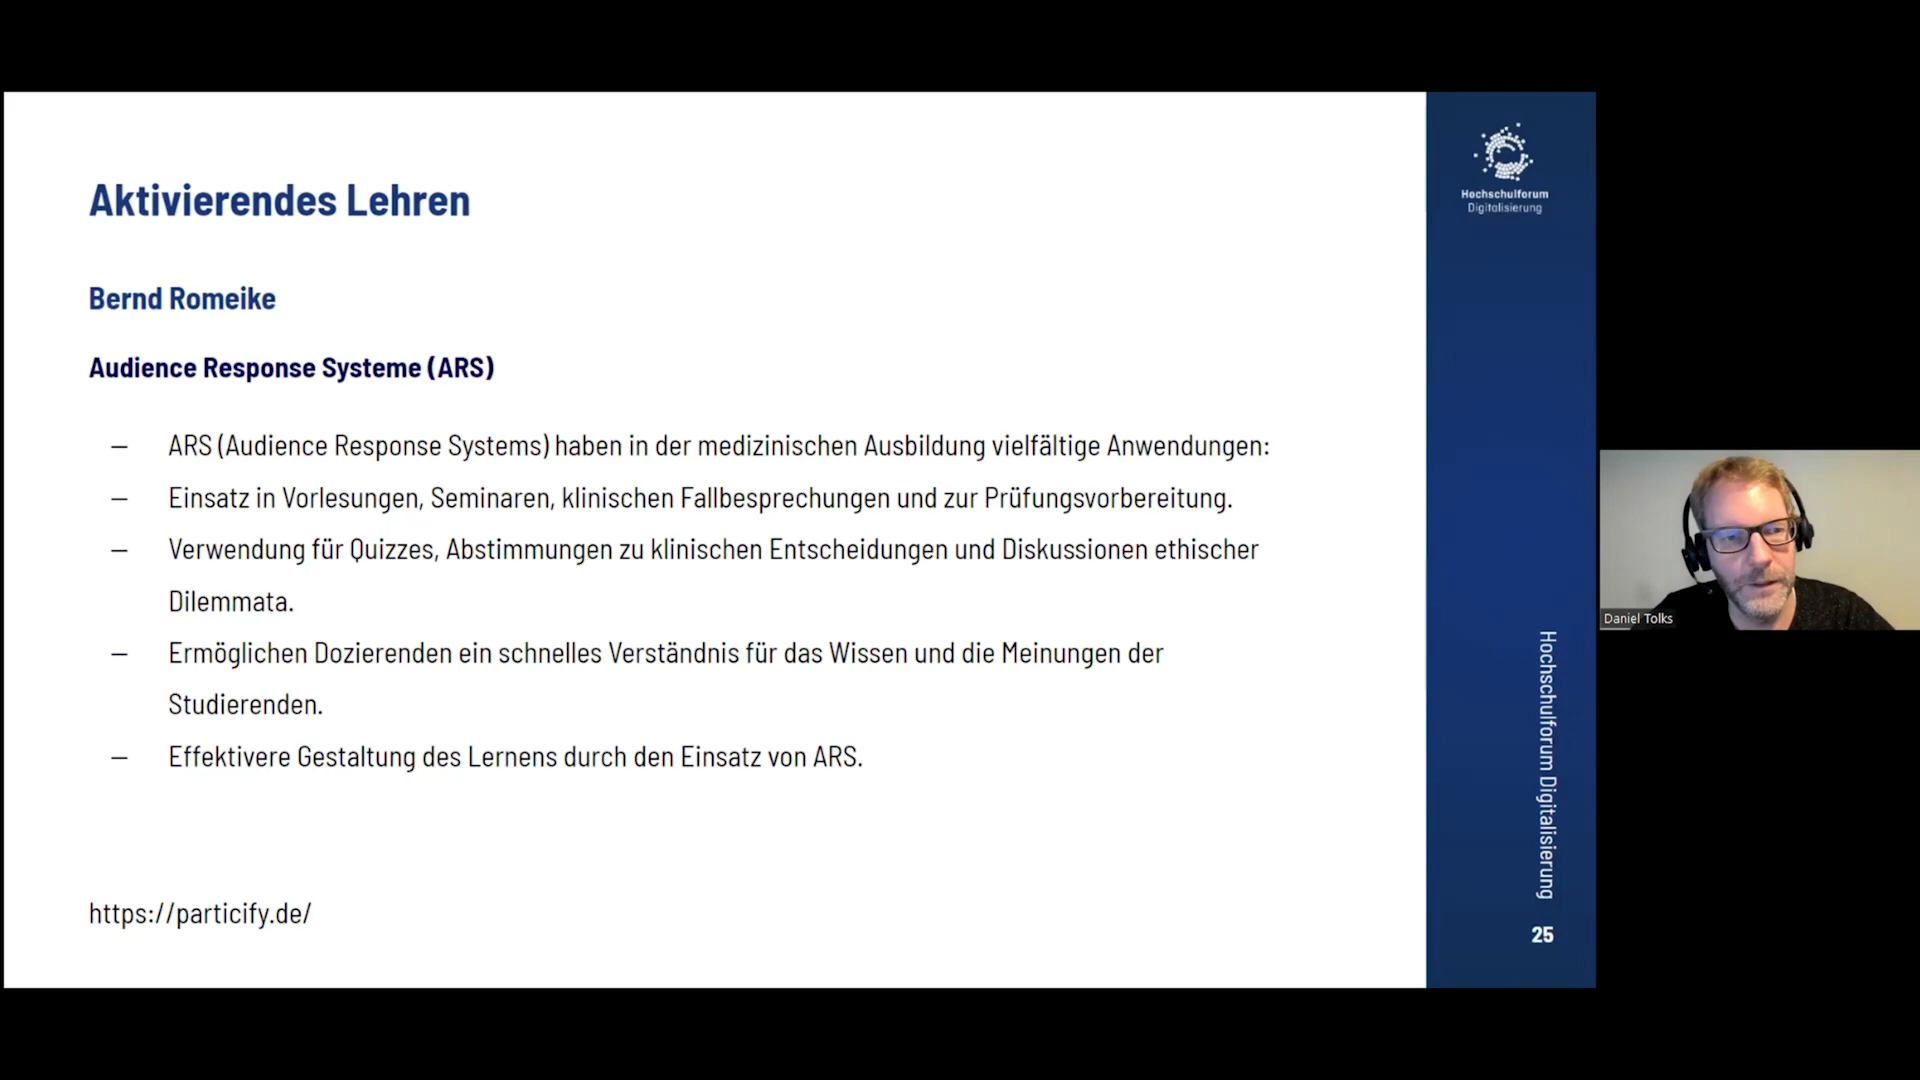 Aktivierendes Lehren
Bernd Romeike
Audience Response Systeme (ARS)
– ARS (Audience Response Systems) haben in der medizinischen Ausbildung vielfältige Anwendungen:
– Einsatz in Vorlesungen, Seminaren, klinischen Fallbesprechungen und zur Prüfungsvorbereitung.
– Verwendung für Quizzes, Abstimmungen zu klinischen Entscheidungen und Diskussionen ethischer
Dilemmata.
– Ermöglichen Dozierenden ein schnelles Verständnis für das Wissen und die Meinungen der
Studierenden.
– Effektivere Gestaltung des Lernens durch den Einsatz von ARS.
https://particify.de/
Hochschulforum
Digitalisierung
Hochschulforum Digitalisierung
25
Daniel Tolks